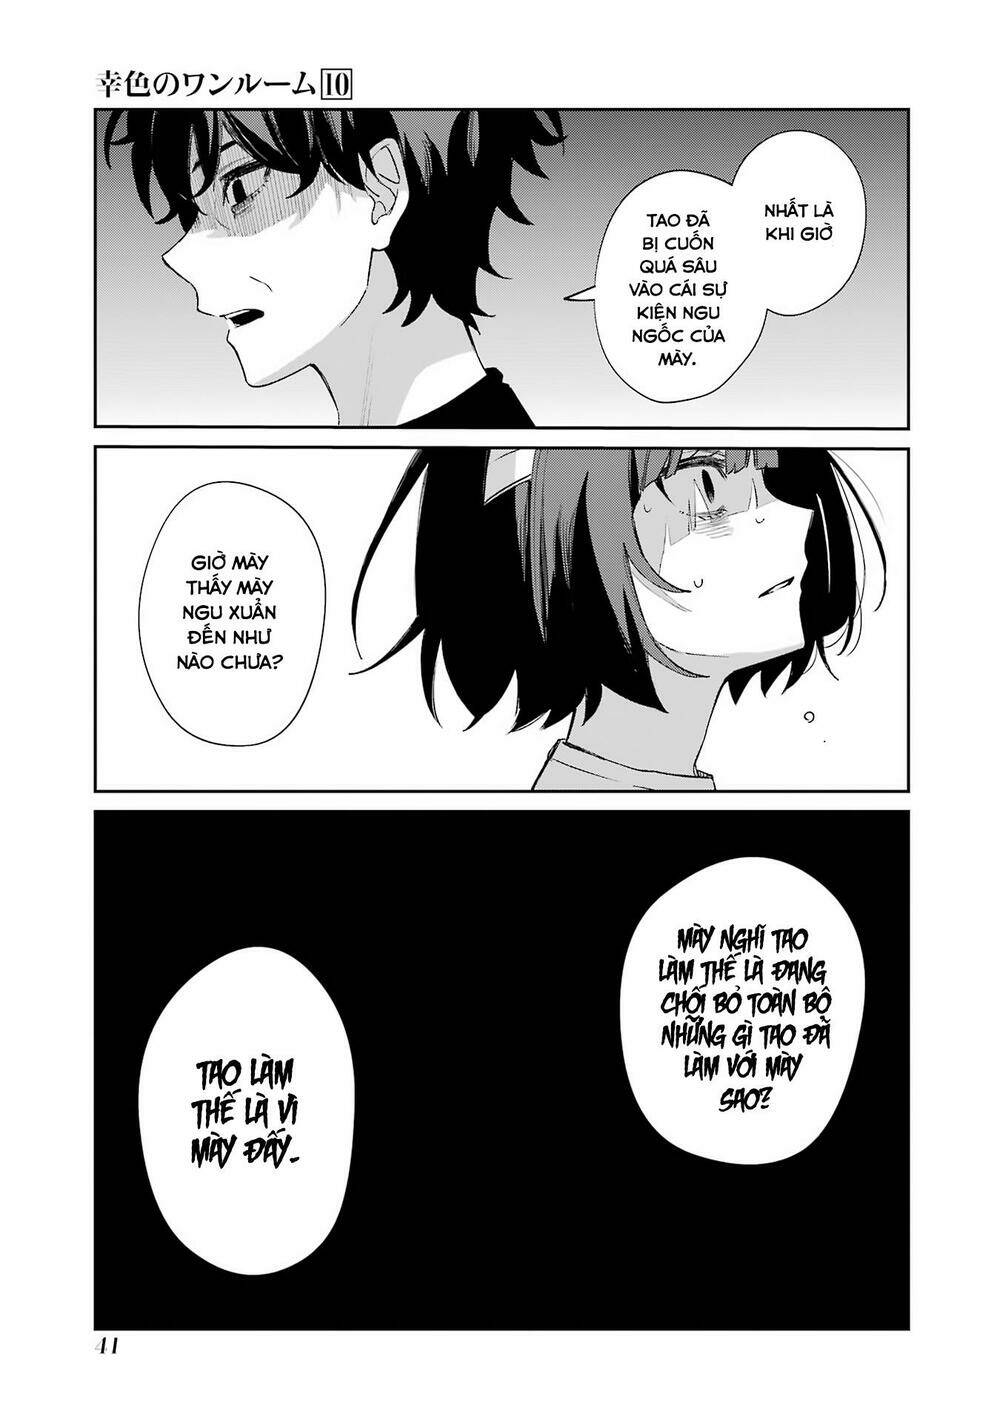 幸色のワンルーム10
NHẤT LÀ
KHI GIỜ
TAO ĐÃ
BỊ CUỐN
QUÁ SÂU
VÀO CÁI SỰ
KIỆN NGU
NGỐC CỦA
MÀY.
GIỜ MÀY
THẤY MÀY
NGU XUẨN
ĐẾN NHƯ
NÀO CHƯA?
MÀY NGHĨ TAO
LÀM THẾ LÀ ĐANG
CHỐI BỎ TOÀN BỘ
NHỮNG GÌ TAO ĐÃ
LÀM VỚI MÀY
SAO?
TAO LÀM
THẾ LÀ VÌ
MÀY ĐẤY.
41